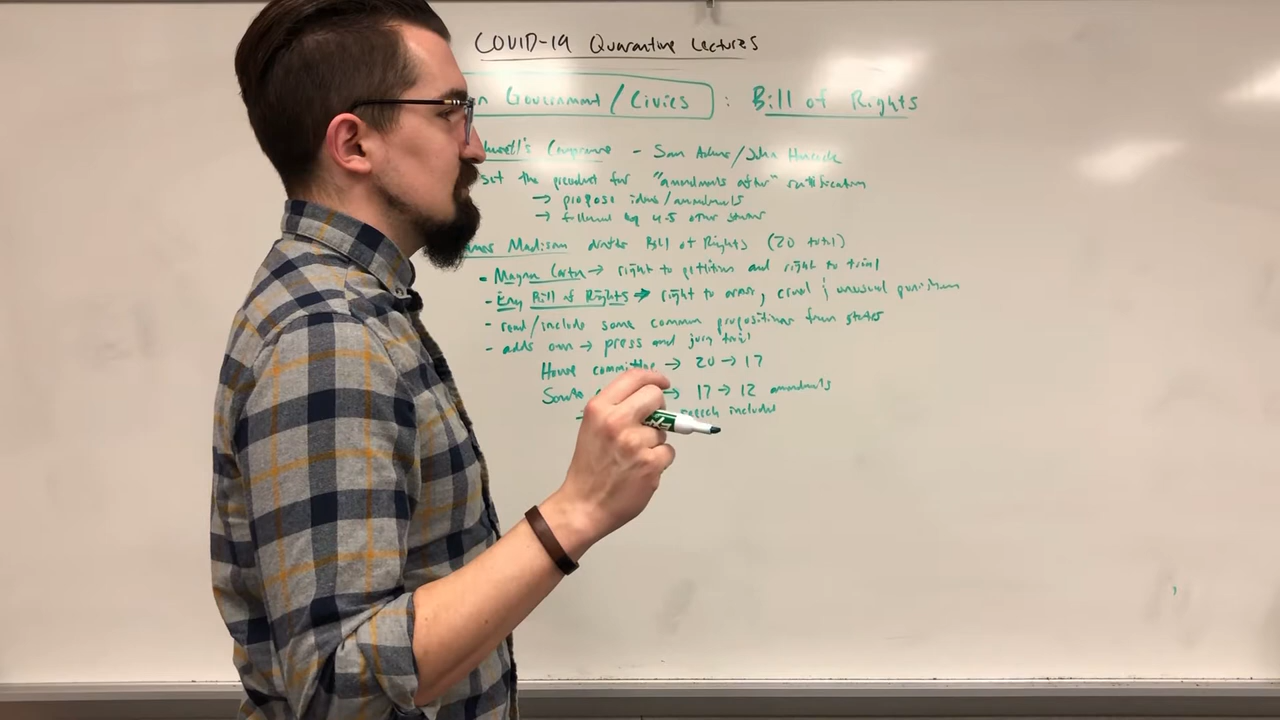 COVID-19 Quarantine Lectures
Government/Civics : Bill of Rights
- Sam Adams/John Hancock
set the precedent for "amendments after" ratification
→ propose ideas/amendments
→ followed by 4-5 other states
Madison drafts Bill of Rights (20 total)
- Magna Carta → right to petition and right to trial
- Eng Bill of Rights → right to arms, cruel & unusual punishment
- read/include some common propositions from states
- adds own → press and jury trial
House committee → 20 → 17
→ 17 → 12 amendments
speech included